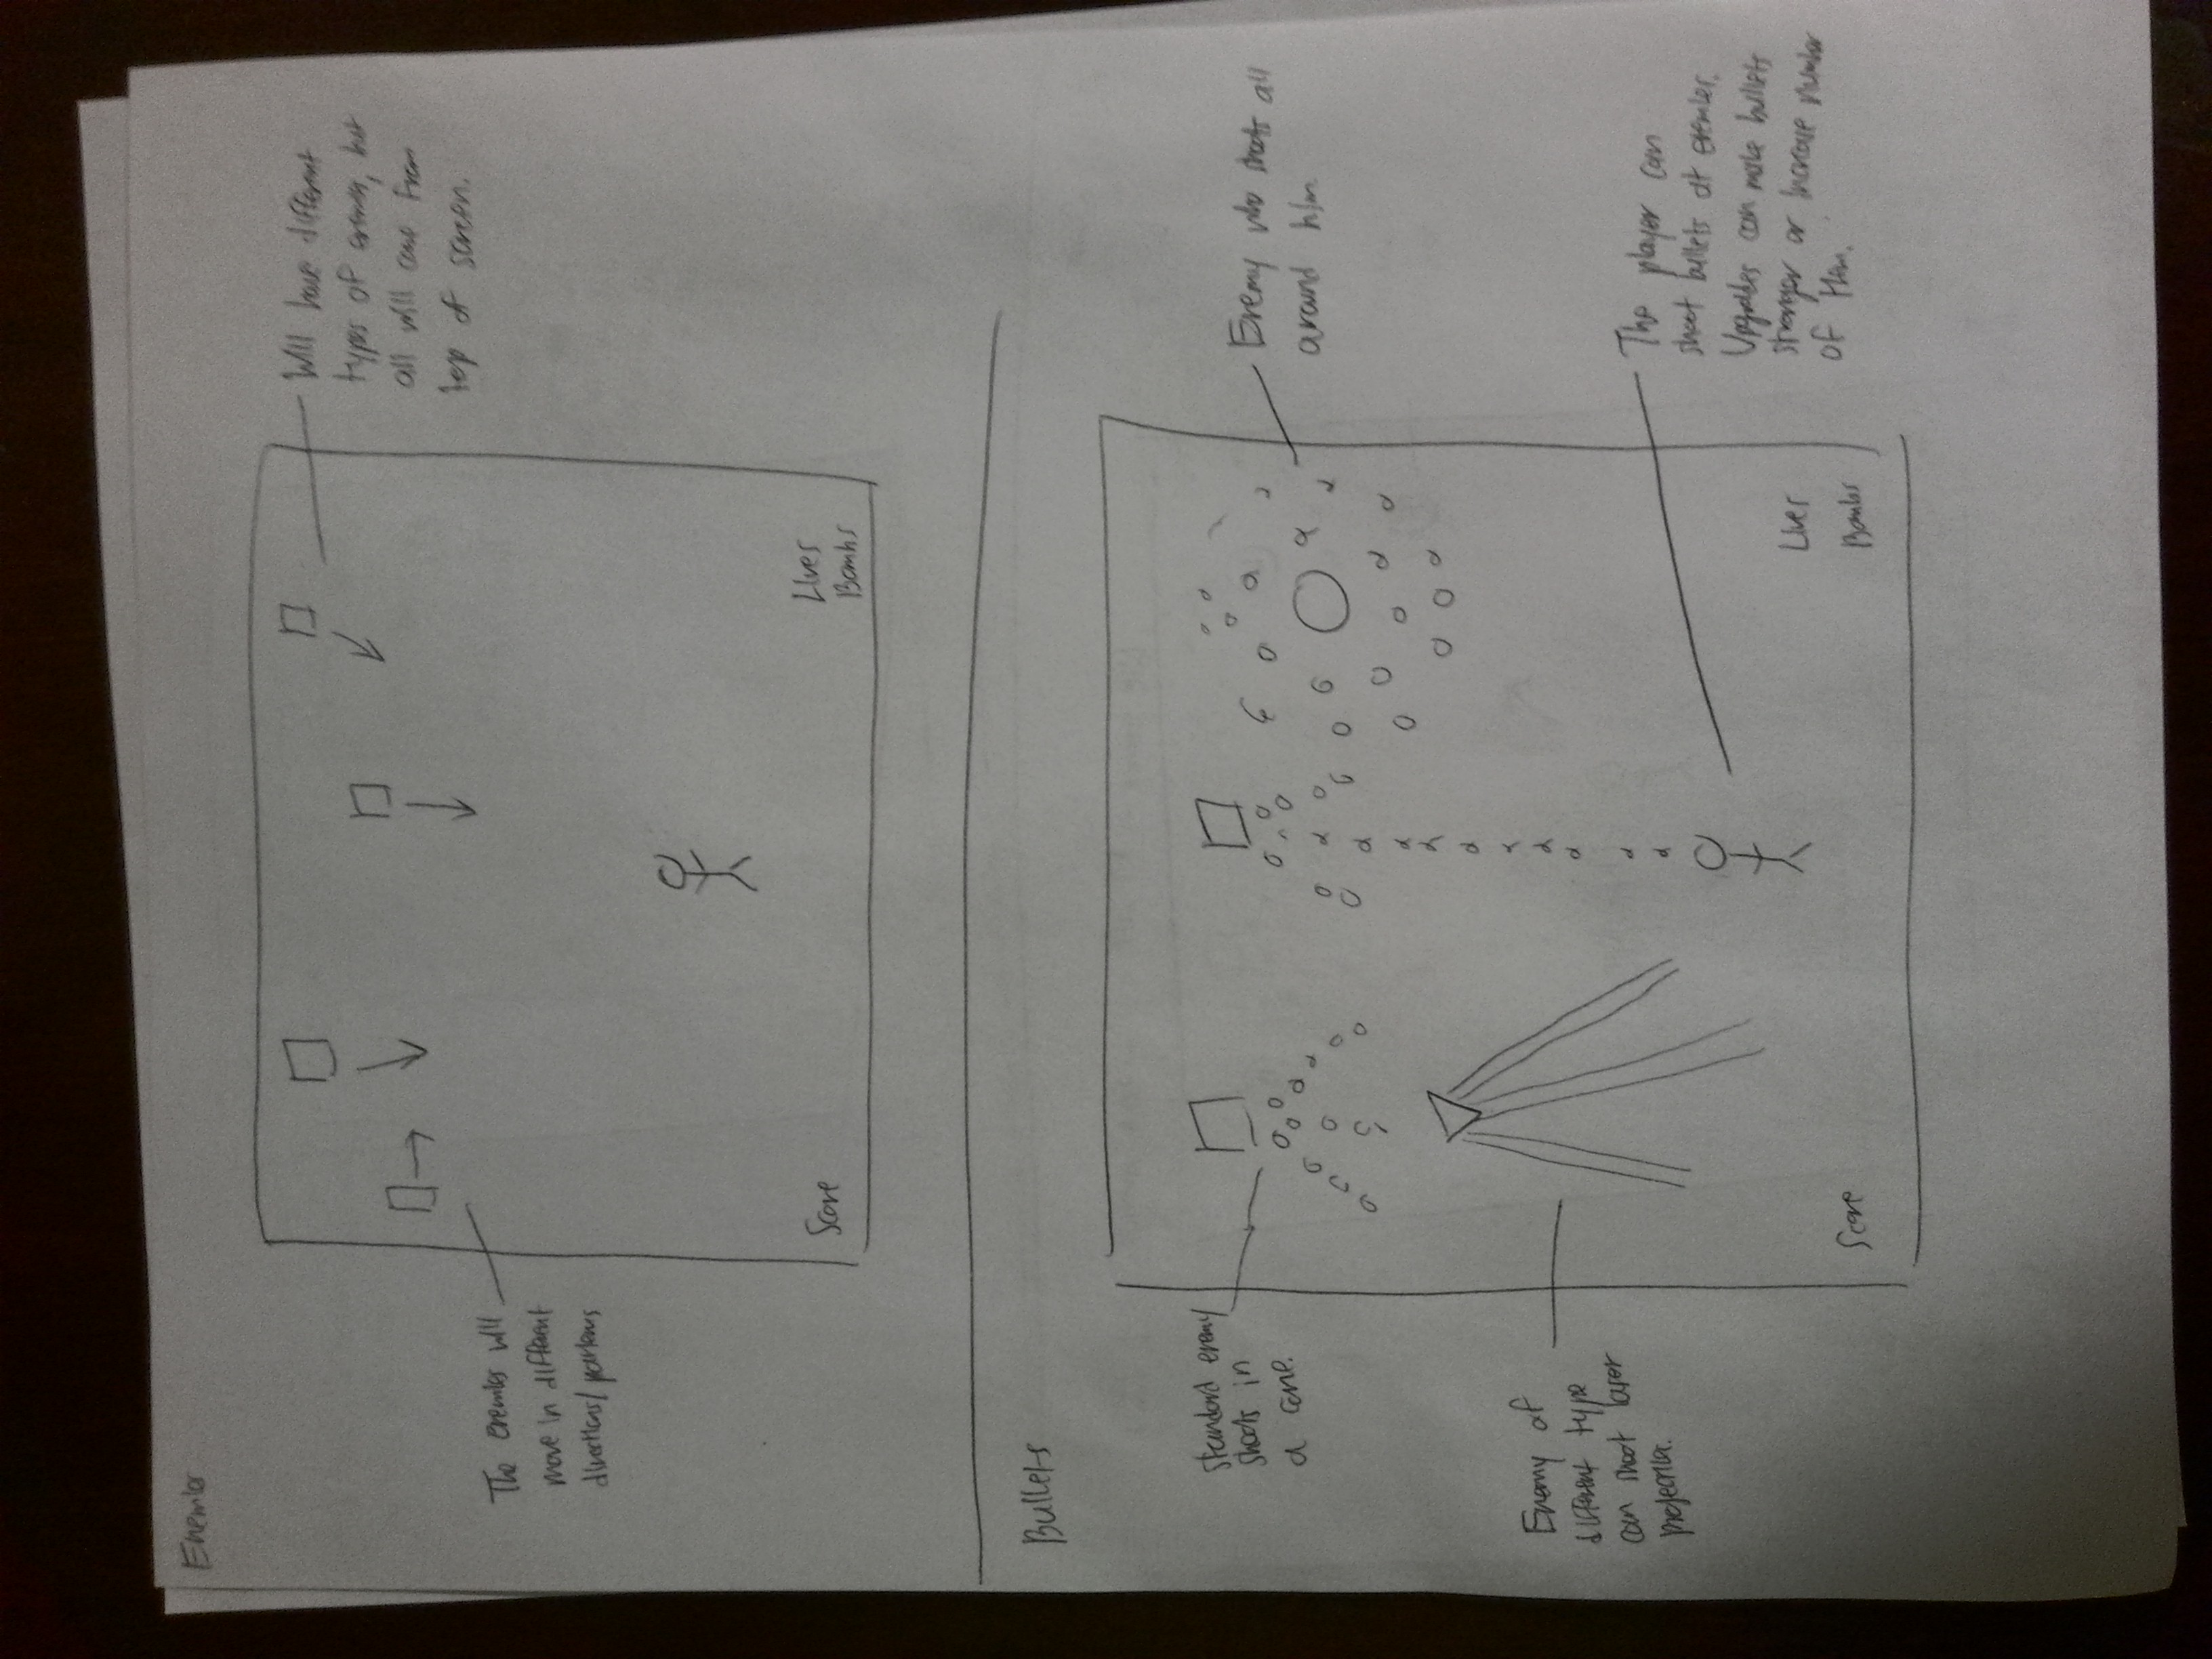 Enemies
Will have different
types of enemies, but
all will come from
top of screen.
The enemies will
move in different
directions/patterns
Score
Lives
Bombs
Bullets
Standard enemy
shoots in
a cone.
Enemy who shoots all
around him.
Enemy of
different type
can shoot laser
projectiles.
The player can
shoot bullets at enemies.
Upgrades can make bullets
stronger or increase number
of them.
Lives
Score
Bombs